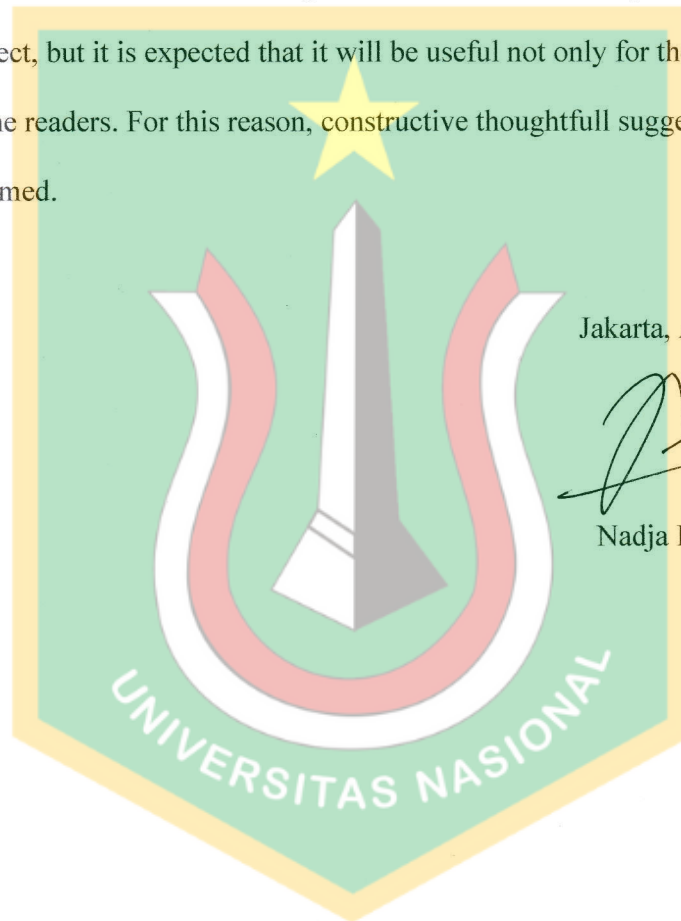 ect, but it is expected that it will be useful not only for th
e readers. For this reason, constructive thoughtfull sugge
med.
Jakarta,
Nadja
UNIVERSITAS NASIONAL